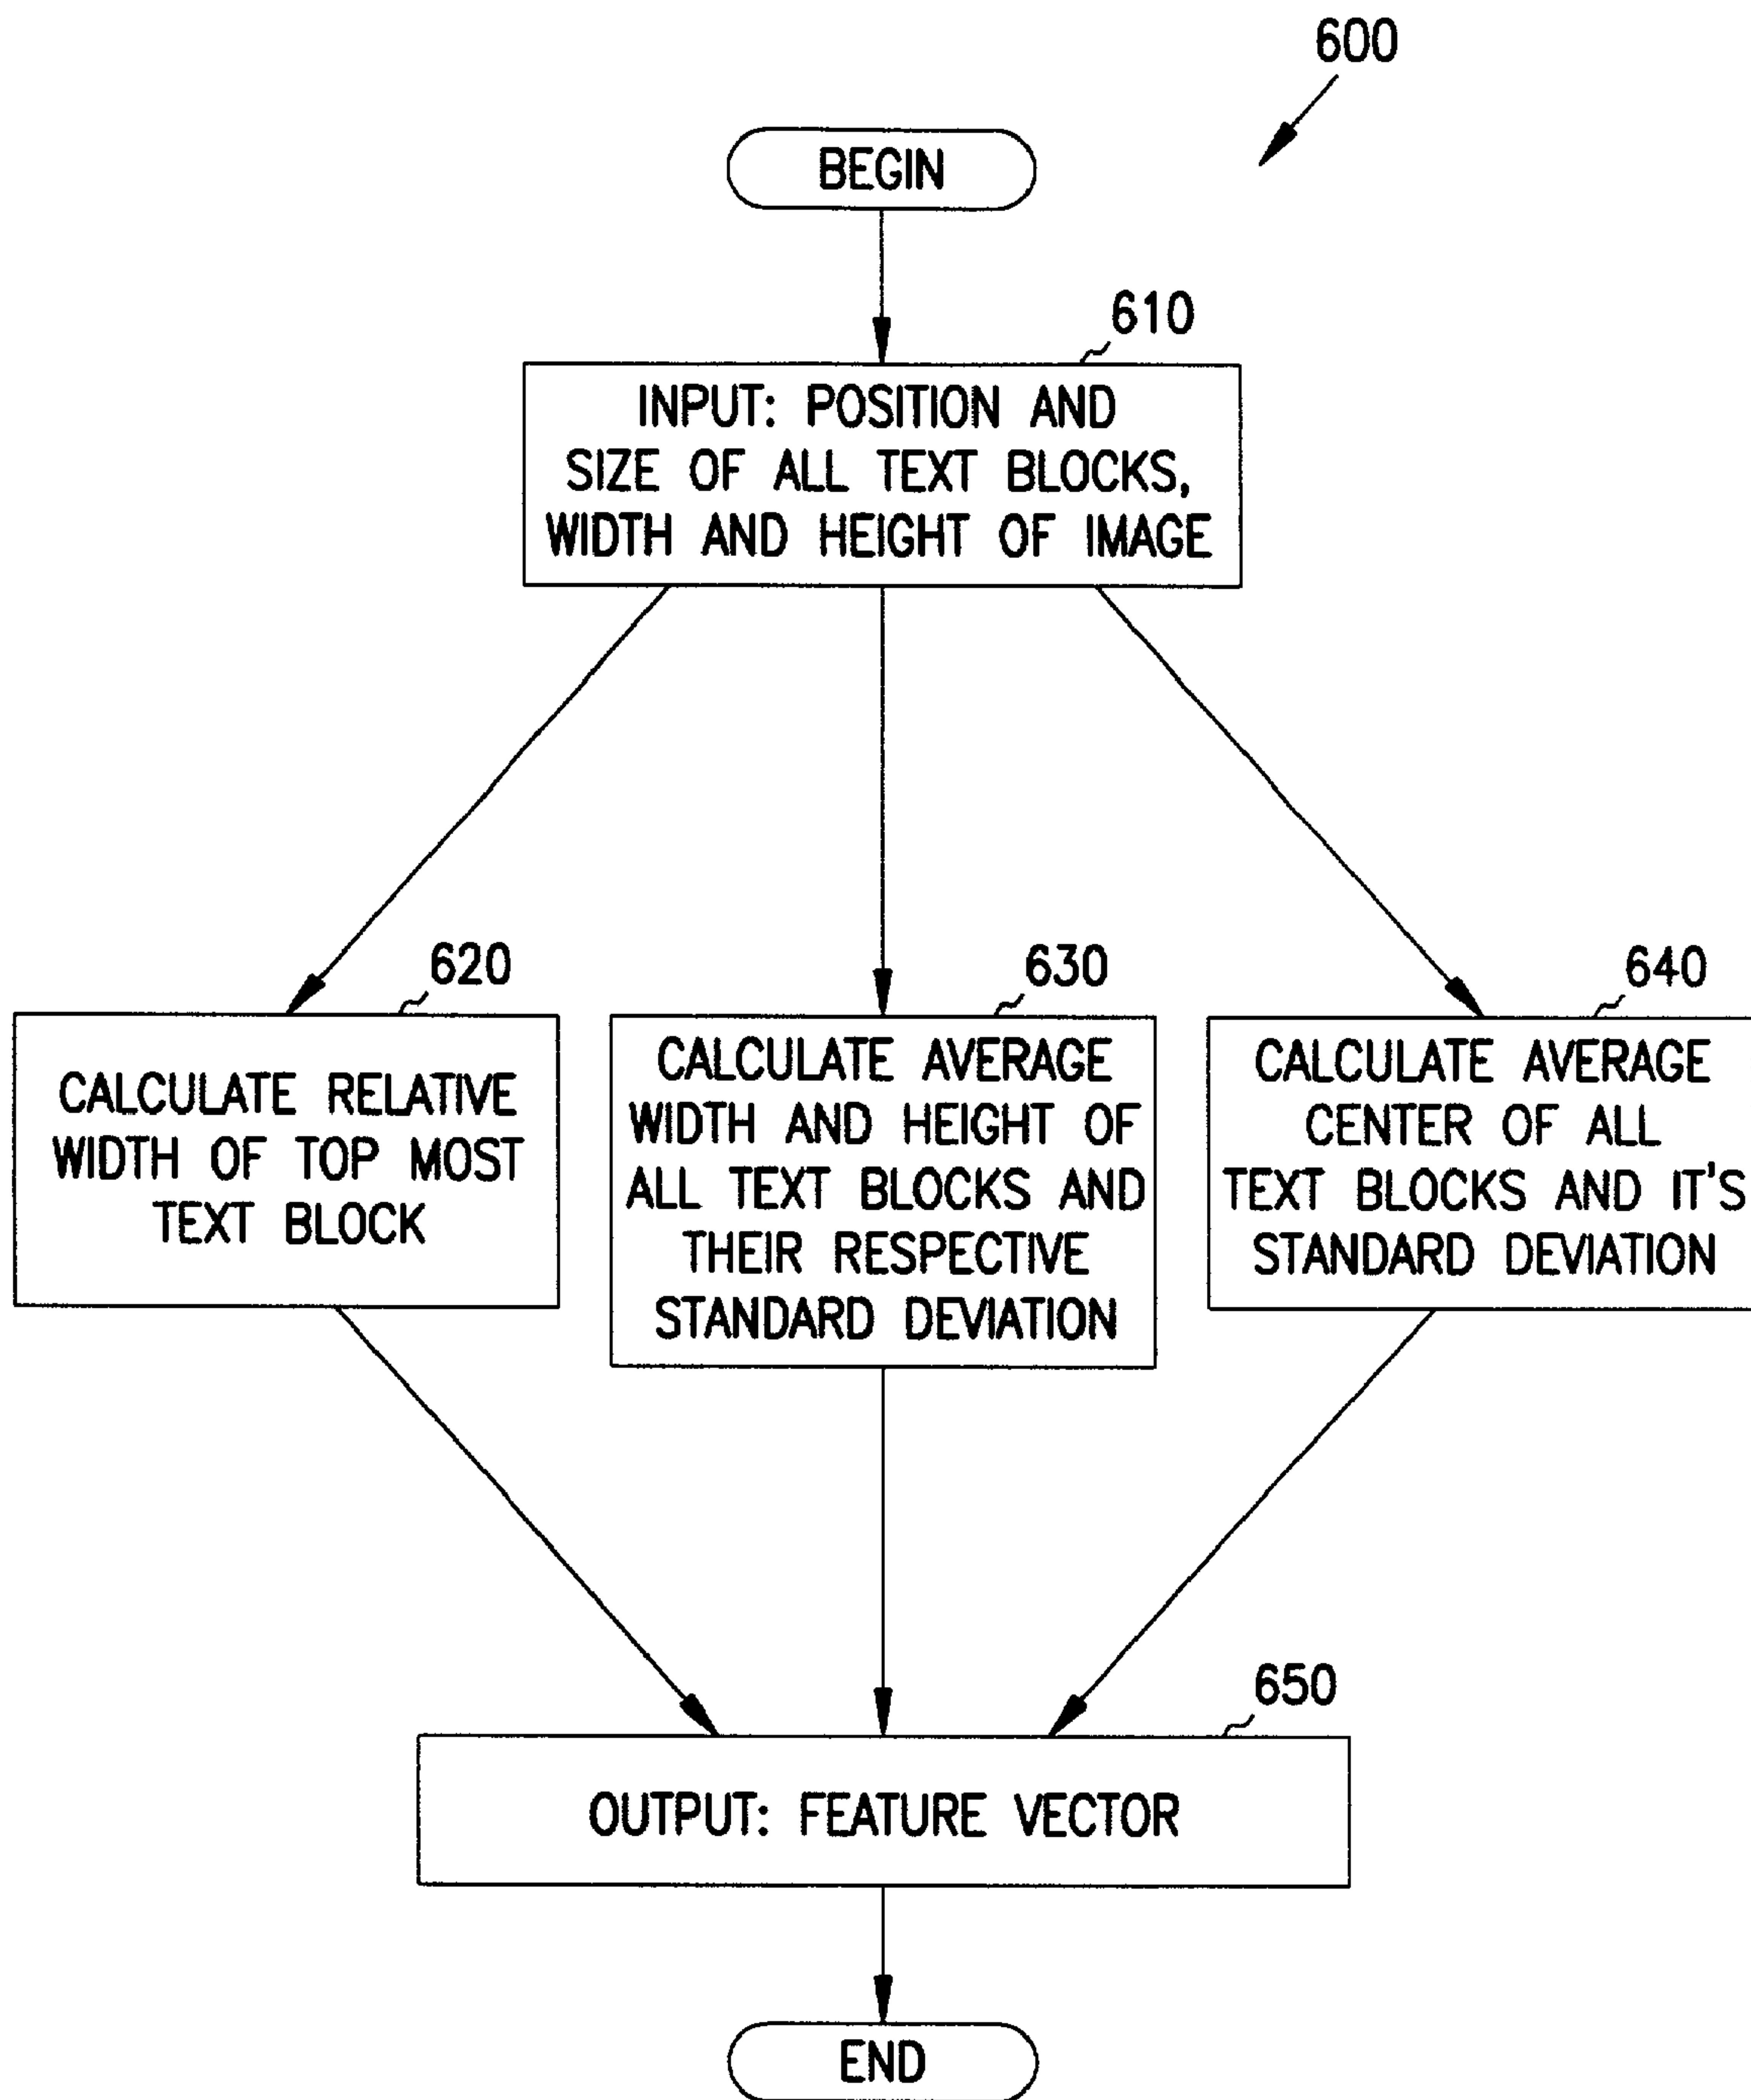 600
BEGIN
610
INPUT: POSITION AND
SIZE OF ALL TEXT BLOCKS,
WIDTH AND HEIGHT OF IMAGE
620
CALCULATE RELATIVE
WIDTH OF TOP MOST
TEXT BLOCK
630
CALCULATE AVERAGE
WIDTH AND HEIGHT OF
ALL TEXT BLOCKS AND
THEIR RESPECTIVE
STANDARD DEVIATION
640
CALCULATE AVERAGE
CENTER OF ALL
TEXT BLOCKS AND IT'S
STANDARD DEVIATION
650
OUTPUT: FEATURE VECTOR
END